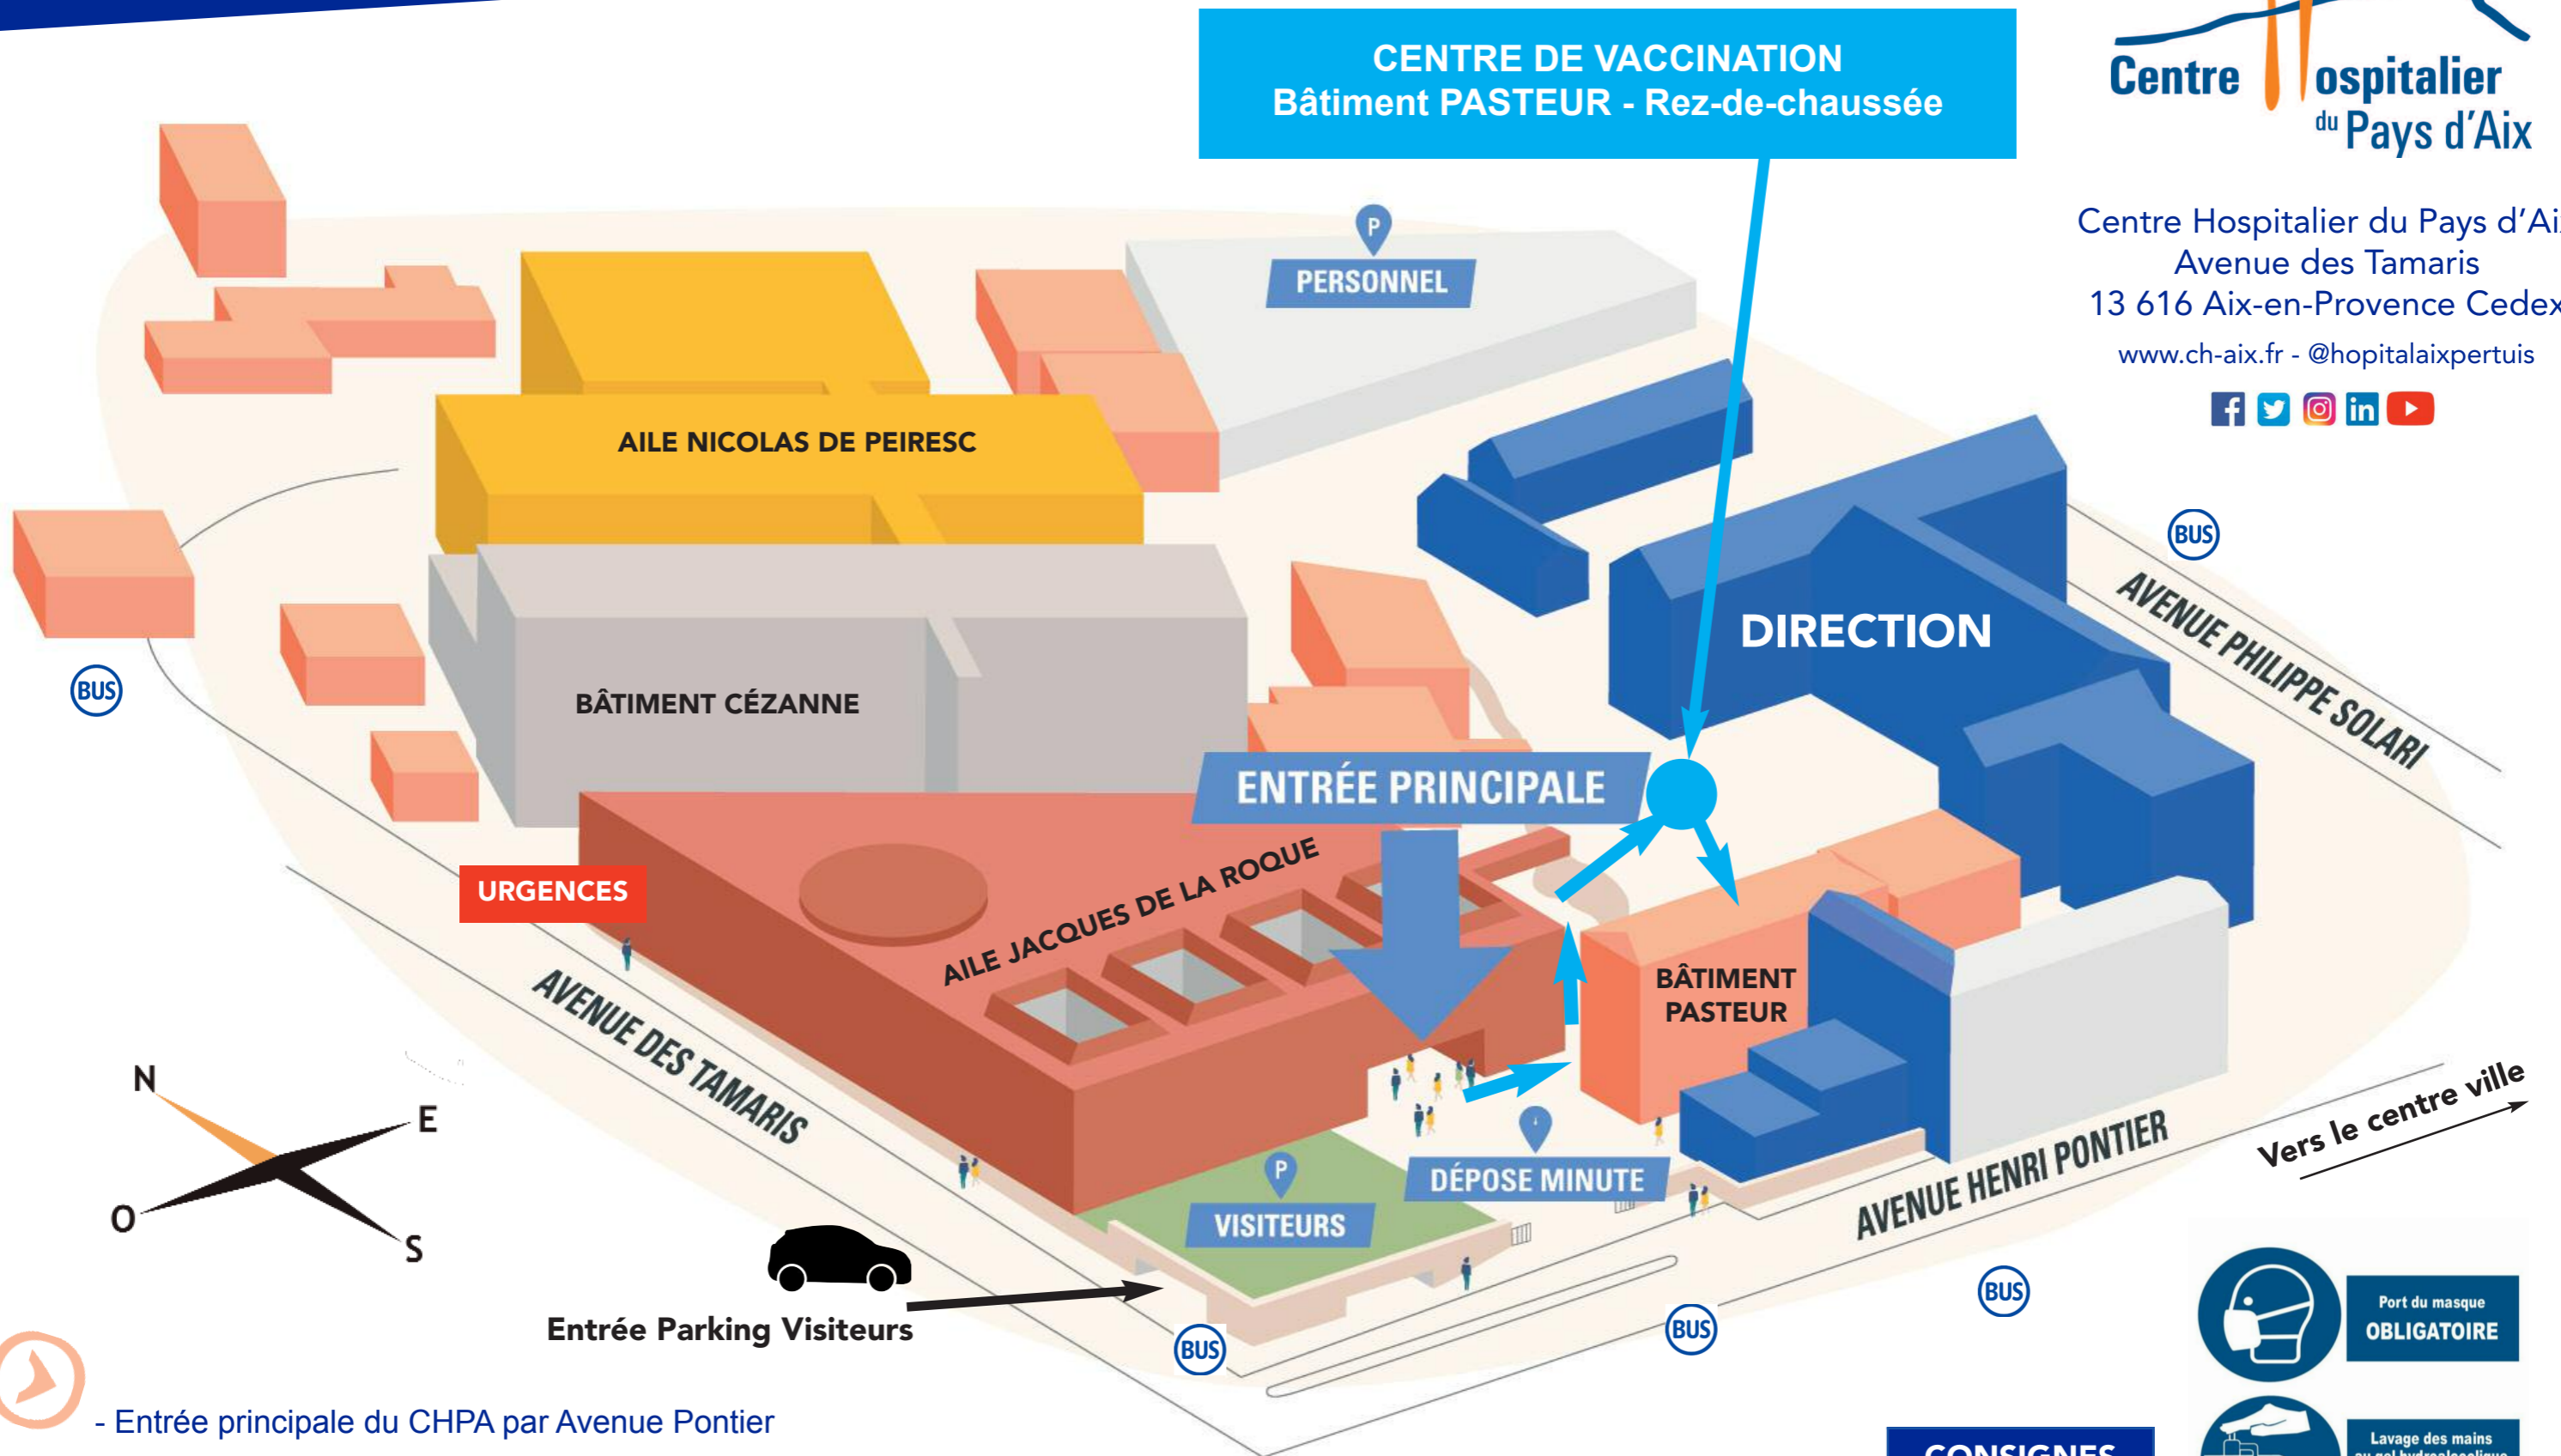 CENTRE DE VACCINATION
Bâtiment PASTEUR - Rez-de-chaussée
Centre Hospitalier
du Pays d'Aix
Centre Hospitalier du Pays d'Ai
Avenue des Tamaris
13 616 Aix-en-Provence Cedex
www.ch-aix.fr - @hopitalaixpertuis
f in
P
PERSONNEL
AILE NICOLAS DE PEIRESC
BUS
AVENUE PHILIPPE SOLARI
DIRECTION
BUS
BÂTIMENT CÉZANNE
ENTRÉE PRINCIPALE
URGENCES
AILE JACQUES DE LA ROQUE
BÂTIMENT
PASTEUR
AVENUE DES TAMARIS
N
E
O
S
P
VISITEURS
DÉPOSE MINUTE
AVENUE HENRI PONTIER
Vers le centre ville
Entrée Parking Visiteurs
BUS
BUS
BUS
Port du masque
OBLIGATOIRE
- Entrée principale du CHPA par Avenue Pontier
CONSIGNES
Lavage des mains